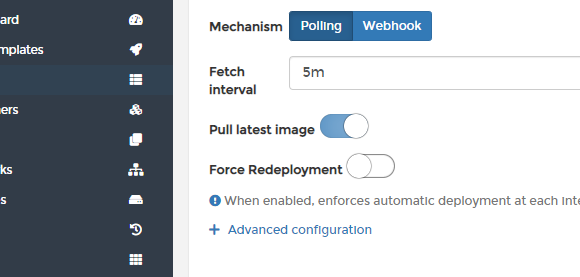 ard
Mechanism Polling Webhook
mplates
Fetch interval 5m
ners
Pull latest image
ks
Force Redeployment
s
When enabled, enforces automatic deployment at each inte
+ Advanced configuration